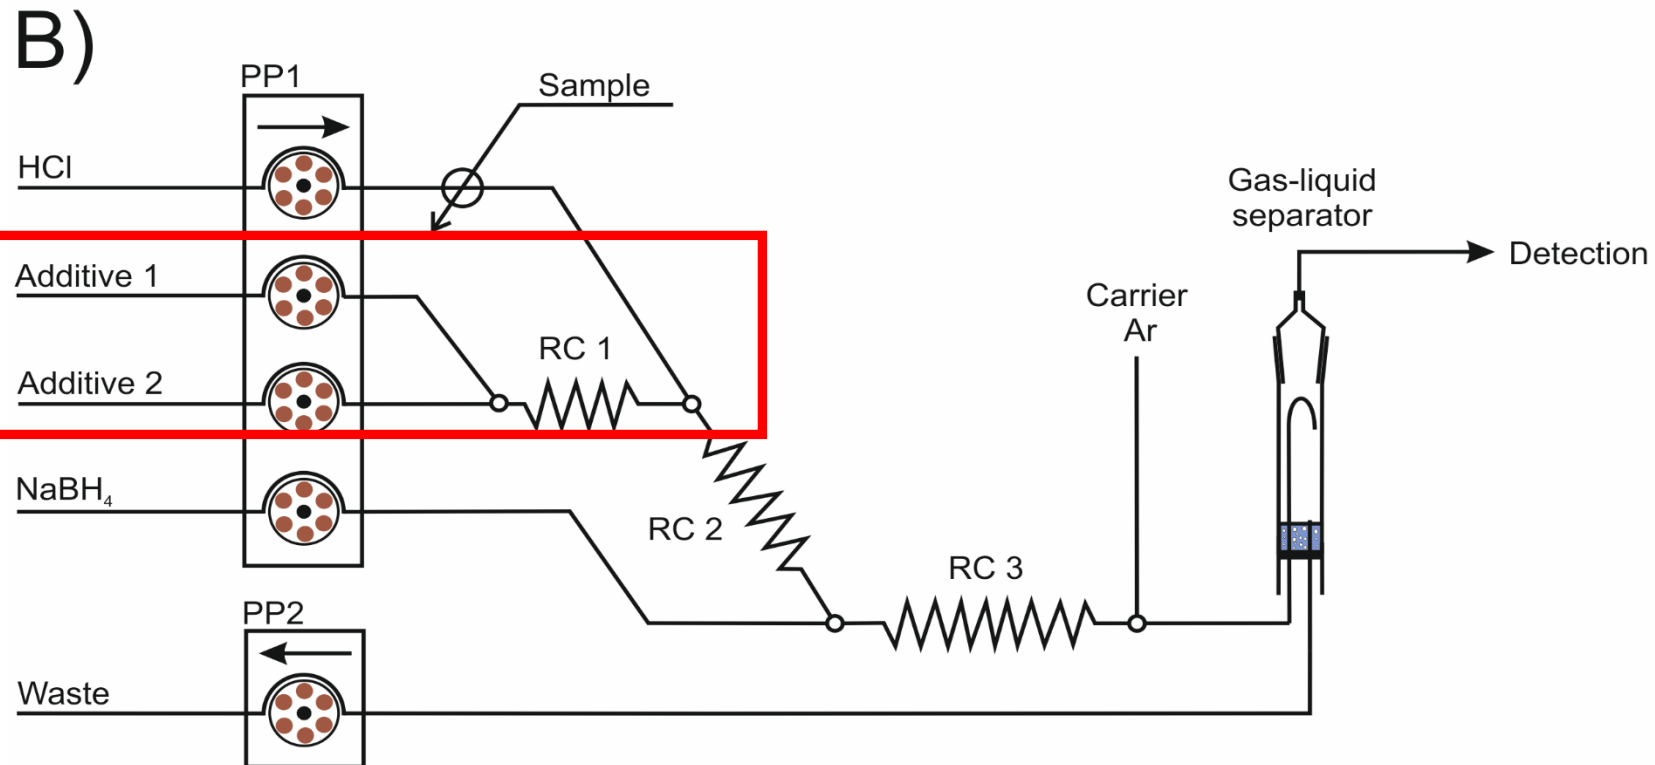 B)
PP1
Sample
HCl
Additive 1
Additive 2
RC 1
NaBH₄
RC 2
RC 3
PP2
Waste
Carrier
Ar
Gas-liquid
separator
Detection